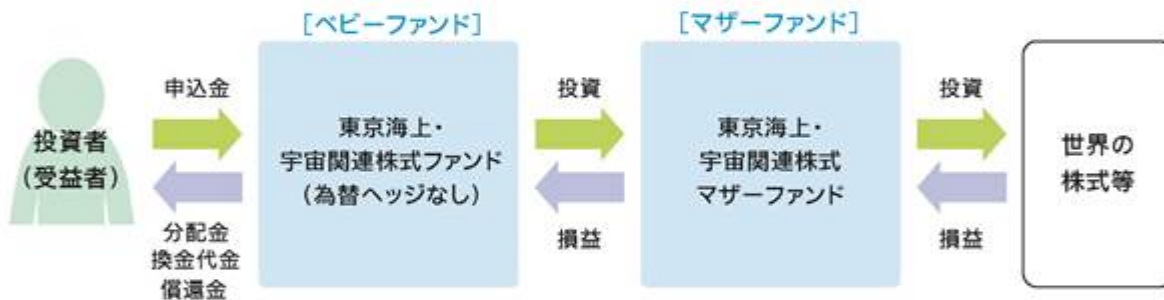 [ベビーファンド]
[マザーファンド]
投資者
(受益者)
申込金
分配金
換金代金
償還金
東京海上・
宇宙関連株式ファンド
(為替ヘッジなし)
投資
損益
東京海上・
宇宙関連株式
マザーファンド
投資
損益
世界の
株式等